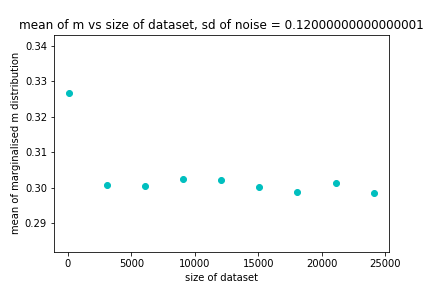 mean of m vs size of dataset, sd of noise = 0.12000000000000001
0.34
0.33
0.32
0.31
0.30
0.29
mean of marginalised m distribution
0 5000 10000 15000 20000 25000
size of dataset